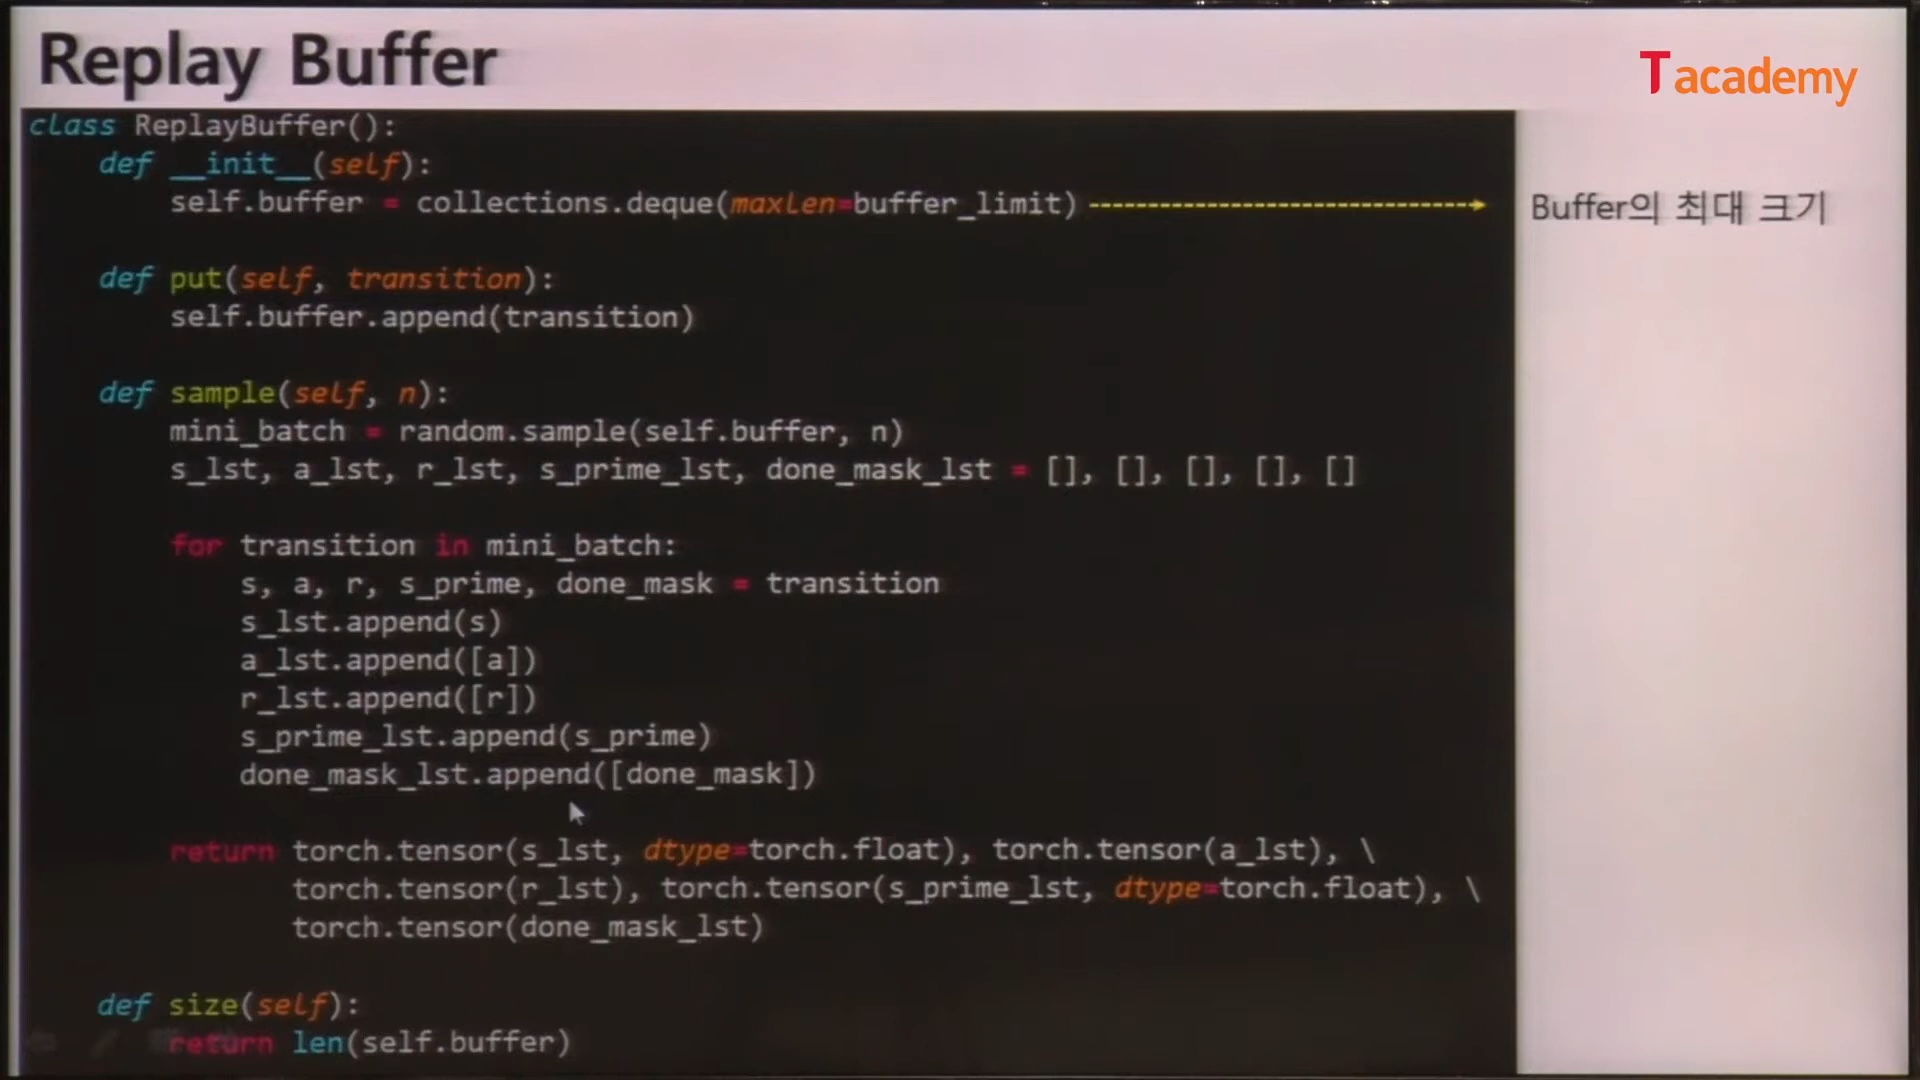 Replay Buffer
Tacademy
class ReplayBuffer():
    def __init__(self):
        self.buffer = collections.deque(maxlen=buffer_limit)
Buffer의 최대 크기
    def put(self, transition):
        self.buffer.append(transition)
    def sample(self, n):
        mini_batch = random.sample(self.buffer, n)
        s_lst, a_lst, r_lst, s_prime_lst, done_mask_lst = [], [], [], [], []
        for transition in mini_batch:
            s, a, r, s_prime, done_mask = transition
            s_lst.append(s)
            a_lst.append([a])
            r_lst.append([r])
            s_prime_lst.append(s_prime)
            done_mask_lst.append([done_mask])
        return torch.tensor(s_lst, dtype=torch.float), torch.tensor(a_lst), \
               torch.tensor(r_lst), torch.tensor(s_prime_lst, dtype=torch.float), \
               torch.tensor(done_mask_lst)
    def size(self):
        return len(self.buffer)